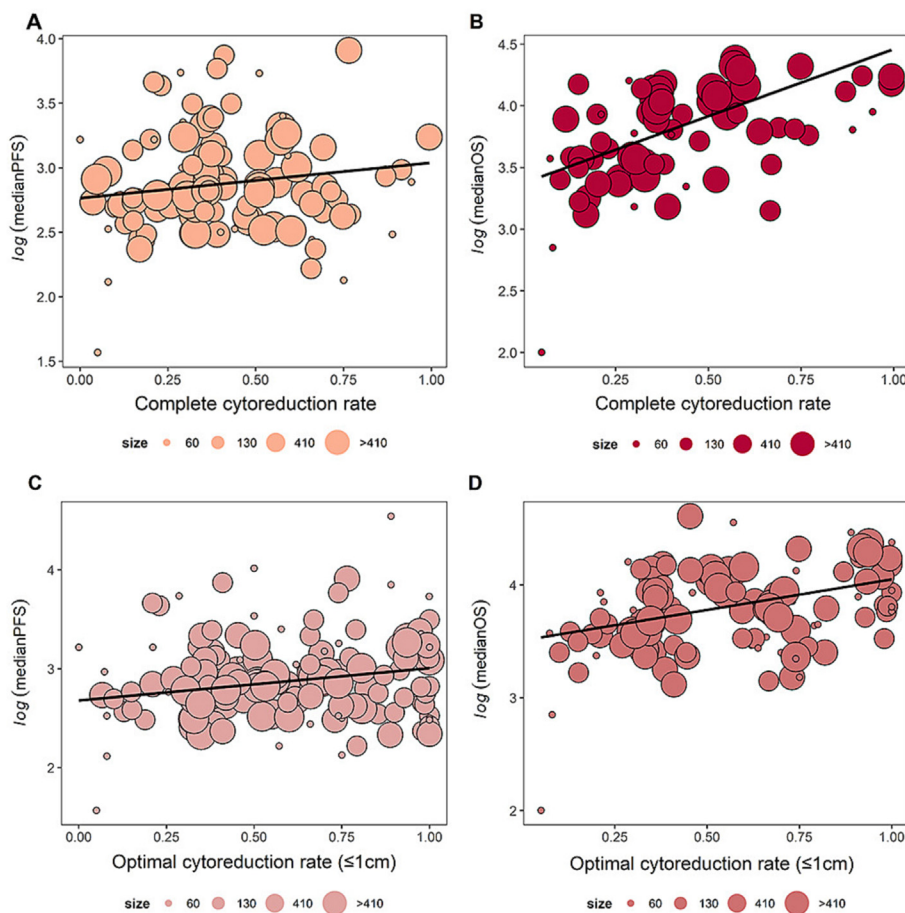 A
4.0
3.5
3.0
2.5
2.0
1.5
log (medianPFS)
0.00 0.25 0.50 0.75 1.00
Complete cytoreduction rate
size 60 130 410 >410
B
4.5
4.0
3.5
3.0
2.5
2.0
log (medianOS)
0.25 0.50 0.75 1.00
Complete cytoreduction rate
size 60 130 410 >410
C
4
3
2
log (medianPFS)
0.00 0.25 0.50 0.75 1.00
Optimal cytoreduction rate (≤1cm)
size 60 130 410 >410
D
4
3
2
log (medianOS)
0.25 0.50 0.75 1.00
Optimal cytoreduction rate (≤1cm)
size 60 130 410 >410